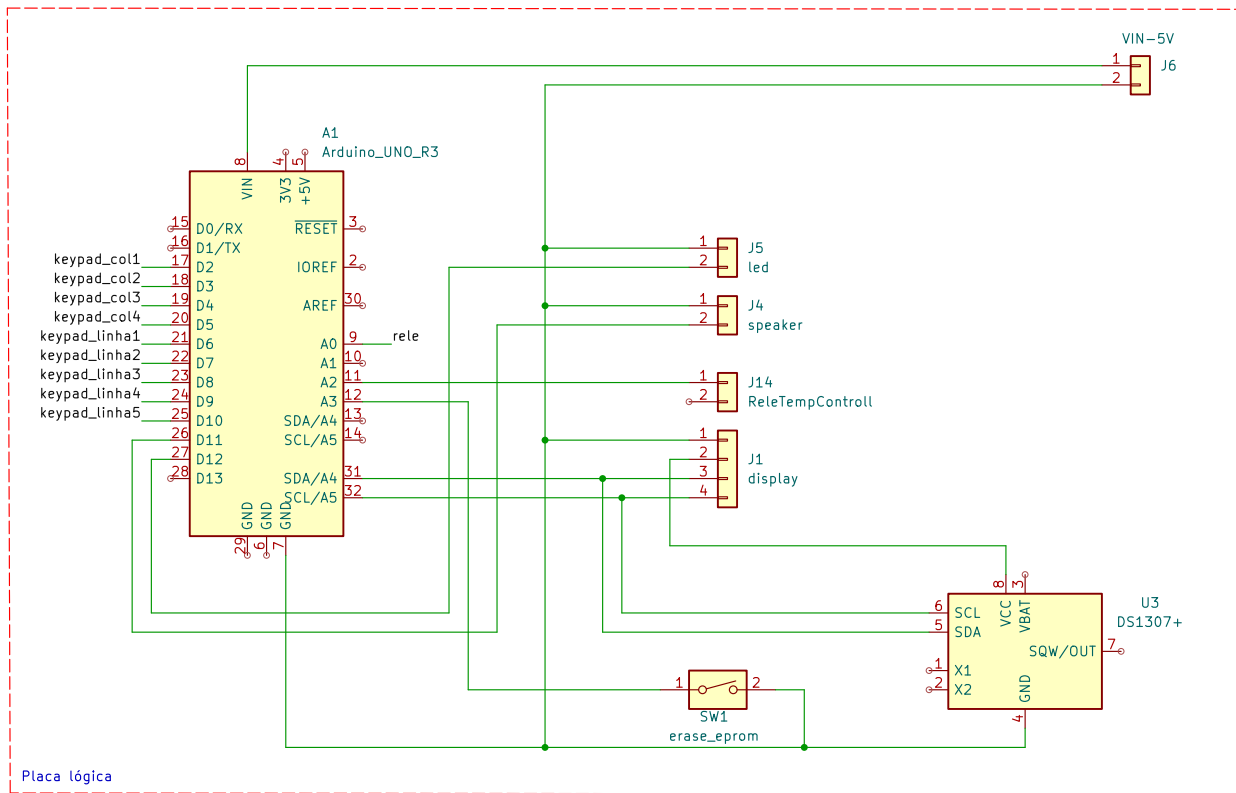 VIN-5V
1
J6
2
A1
Arduino_UNO_R3
8
4
5
VIN
3V3
+5V
15
D0/RX
RESET
3
16
D1/TX
keypad_col1
17
D2
IOREF
2
keypad_col2
18
D3
keypad_col3
19
D4
AREF
30
keypad_col4
20
D5
keypad_linha1
21
D6
A0
9
rele
keypad_linha2
22
D7
A1
10
keypad_linha3
23
D8
A2
11
keypad_linha4
24
D9
A3
12
keypad_linha5
25
D10
SDA/A4
13
26
D11
SCL/A5
14
27
D12
28
D13
SDA/A4
31
SCL/A5
32
GND
GND
GND
29
6
7
1
J5
2
led
1
J4
2
speaker
1
J14
2
ReleTempControll
1
2
J1
3
display
4
8
3
U3
DS1307+
6
SCL
VCC
VBAT
5
SDA
SQW/OUT
7
1
X1
2
X2
GND
4
1
2
SW1
erase_eprom
Placa lógica